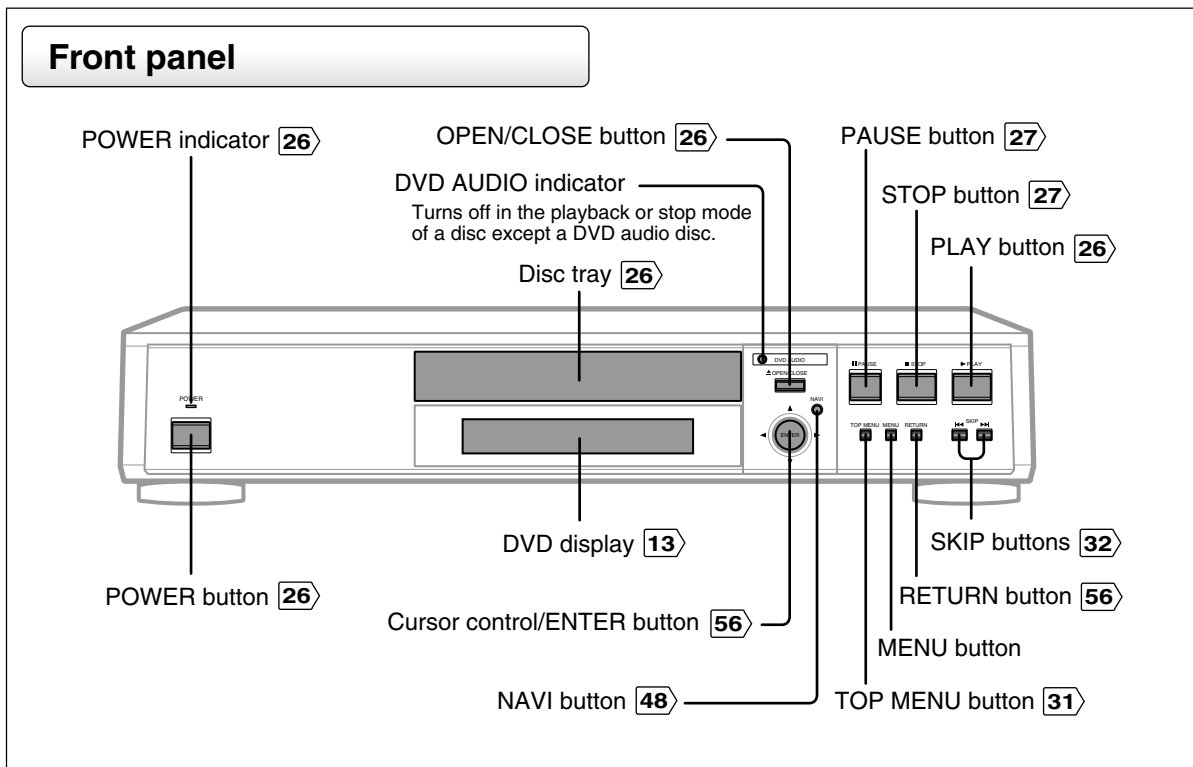 Front panel
POWER indicator 26
OPEN/CLOSE button 26
PAUSE button 27
DVD AUDIO indicator
Turns off in the playback or stop mode
of a disc except a DVD audio disc.
STOP button 27
PLAY button 26
Disc tray 26
DVD AUDIO
OPEN/CLOSE
PAUSE
STOP
PLAY
POWER
NAVI
ENTER
TOP MENU MENU RETURN
SKIP
DVD display 13
SKIP buttons 32
POWER button 26
RETURN button 56
Cursor control/ENTER button 56
MENU button
NAVI button 48
TOP MENU button 31